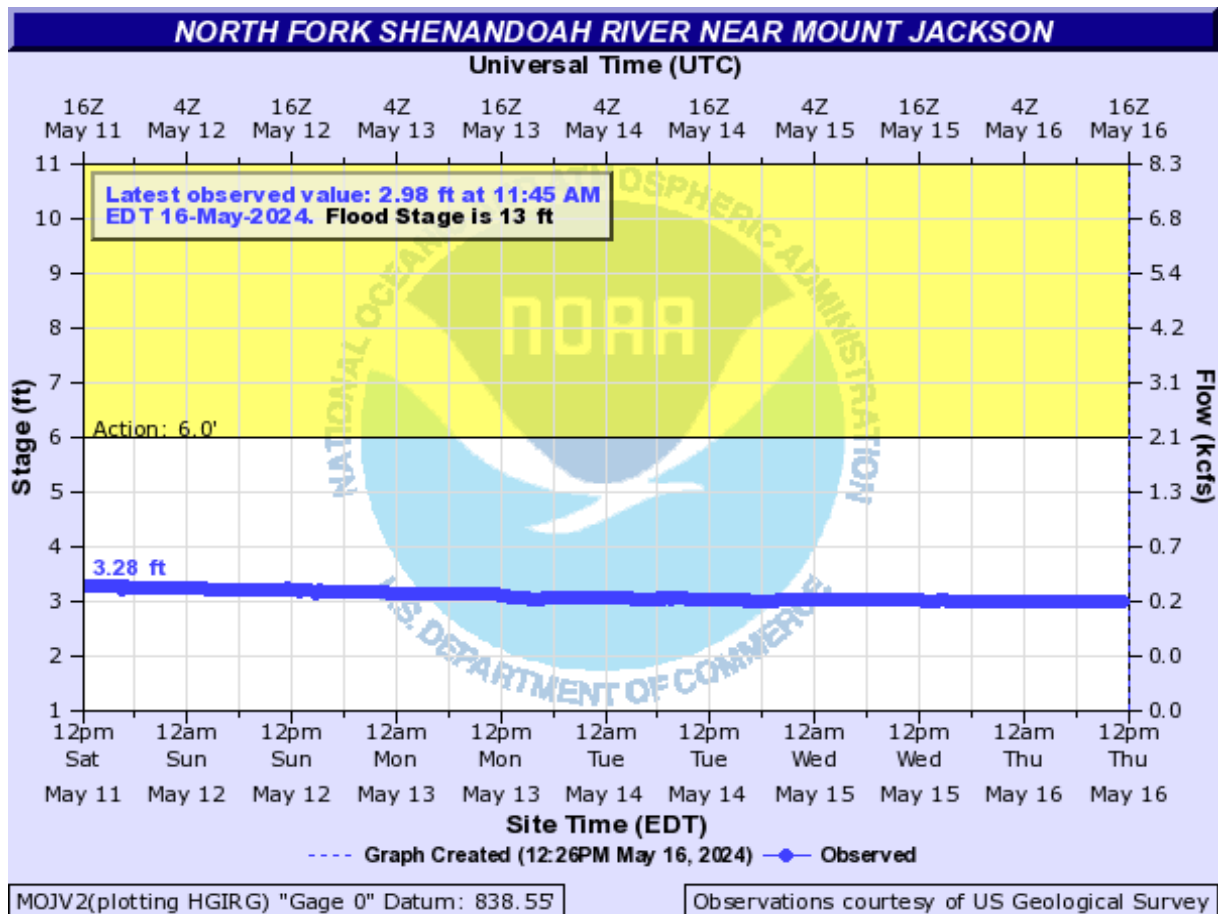 NORTH FORK SHENANDOAH RIVER NEAR MOUNT JACKSON
Universal Time (UTC)
16Z 4Z 16Z 4Z 16Z 4Z 16Z 4Z 16Z 4Z 16Z
May 11 May 12 May 12 May 13 May 13 May 14 May 14 May 15 May 15 May 16 May 16
Latest observed value: 2.98 ft at 11:45 AM
EDT 16-May-2024. Flood Stage is 13 ft
11 8.3
10 6.8
9 5.4
8 4.2
7 3.1
6 2.1
5 1.3
4 0.7
3 0.2
2 0.0
1 0.0
Stage (ft)
Flow (kcfs)
Action: 6.0'
3.28 ft
NATIONAL OCEANIC AND ATMOSPHERIC ADMINISTRATION
NOAA
U.S. DEPARTMENT OF COMMERCE
12pm 12am 12pm 12am 12pm 12am 12pm 12am 12pm 12am 12pm
Sat Sun Sun Mon Mon Tue Tue Wed Wed Thu Thu
May 11 May 12 May 12 May 13 May 13 May 14 May 14 May 15 May 15 May 16 May 16
Site Time (EDT)
Graph Created (12:26PM May 16, 2024) Observed
MOJV2(plotting HGIRG) "Gage 0" Datum: 838.55'
Observations courtesy of US Geological Survey